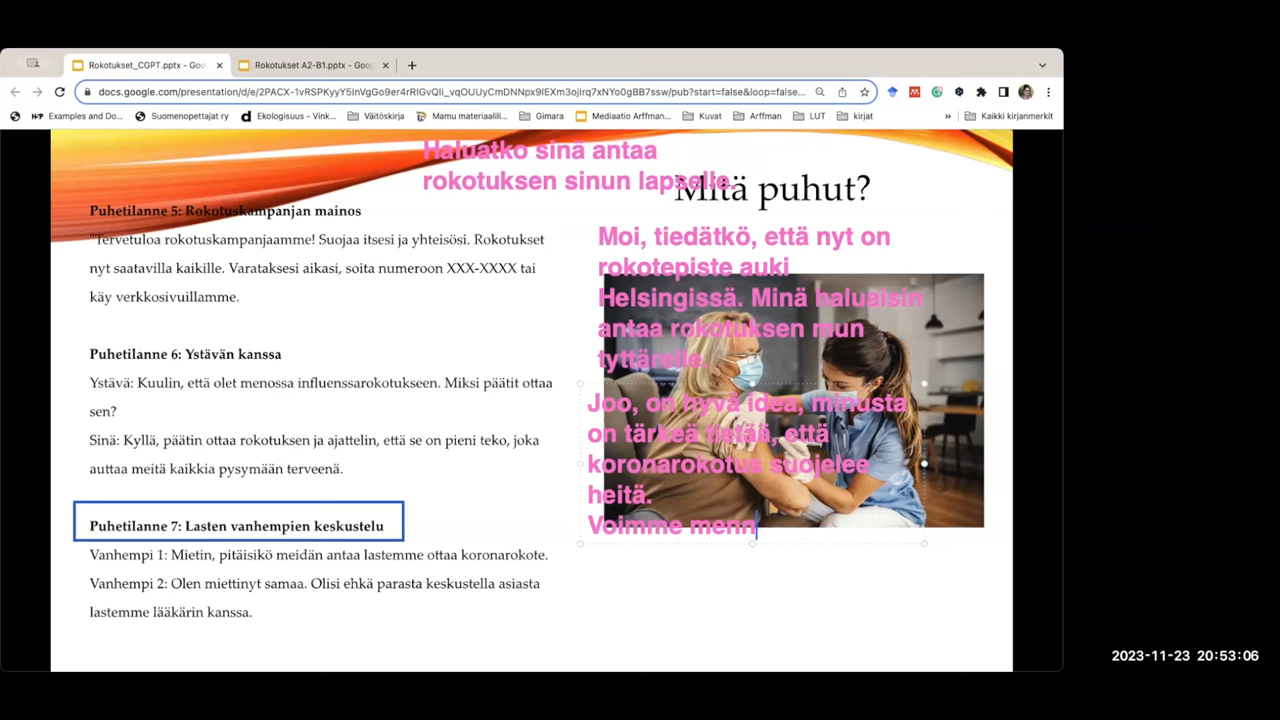 Rokotukset_CGPT.pptx - Goo
Rokotukset A2-B1.pptx - Goo
docs.google.com/presentation/d/e/2PACX-1vRSPKyyY5InVgGo9er4rRIGvQIi_vqOUUyCmDNNpx9IEXm3ojIrq7xNYo0gBB7ssw/pub?start=false&loop=false...
Examples and Do...
Suomenopettajat ry
Ekologisuus - Vink...
Väitöskirja
Mamu materiaalili...
Gimara
Mediaatio Arffman...
Kuvat
Arffman
LUT
kirjat
»
Kaikki kirjanmerkit
Haluatko sinä antaa
rokotuksen sinun lapselle.
Mitä puhut?
Puhetilanne 5: Rokotuskampanjan mainos
"Tervetuloa rokotuskampanjaamme! Suojaa itsesi ja yhteisösi. Rokotukset
nyt saatavilla kaikille. Varataksesi aikasi, soita numeroon XXX-XXXX tai
käy verkkosivuillamme.
Puhetilanne 6: Ystävän kanssa
Ystävä: Kuulin, että olet menossa influenssarokotukseen. Miksi päätit ottaa
sen?
Sinä: Kyllä, päätin ottaa rokotuksen ja ajattelin, että se on pieni teko, joka
auttaa meitä kaikkia pysymään terveenä.
Puhetilanne 7: Lasten vanhempien keskustelu
Vanhempi 1: Mietin, pitäisikö meidän antaa lastemme ottaa koronarokote.
Vanhempi 2: Olen miettinyt samaa. Olisi ehkä parasta keskustella asiasta
lastemme lääkärin kanssa.
Moi, tiedätkö, että nyt on
rokotepiste auki
Helsingissä. Minä haluaisin
antaa rokotuksen mun
tyttärelle.
Joo, on hyvä idea, minusta
on tärkeä tietää, että
koronarokotus suojelee
heitä.
Voimme menn
2023-11-23 20:53:06